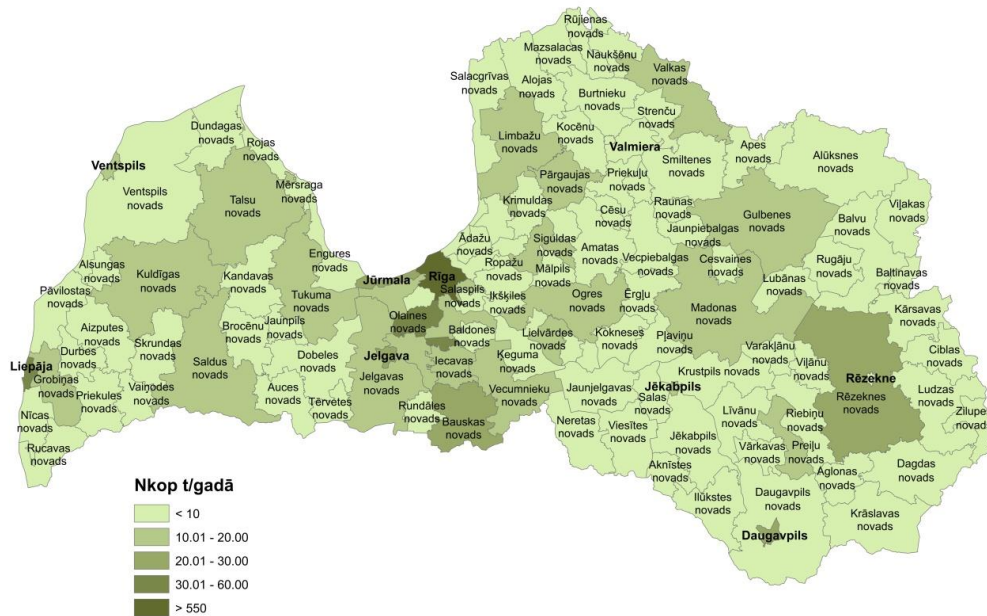 Rūjienas
novads
Mazsalacas
novads
Naukšēnu
novads
Valkas
novads
Salacgrīvas
novads
Alojas
novads
Burtnieku
novads
Strenču
novads
Dundagas
novads
Rojas
novads
Limbažu
novads
Kocēnu
novads
Valmiera
Apes
novads
Alūksnes
novads
Ventspils
Ventspils
novads
Mērsraga
novads
Talsu
novads
Pārgaujas
novads
Priekuļu
novads
Smiltenes
novads
Krimuldas
novads
Cēsu
novads
Raunas
novads
Gulbenes
novads
Balvu
novads
Viļakas
novads
Jaunpiebalgas
novads
Engures
novads
Ādažu
novads
Siguldas
novads
Amatas
novads
Vecpiebalgas
novads
Cesvaines
novads
Rugāju
novads
Baltinavas
novads
Alsungas
novads
Kuldīgas
novads
Kandavas
novads
Jūrmala
Rīga
Ropažu
novads
Mālpils
novads
Lubānas
novads
Pāvilostas
novads
Tukuma
novads
Salaspils
novads
Ikšķiles
novads
Ogres
novads
Ērgļu
novads
Madonas
novads
Kārsavas
novads
Aizputes
novads
Skrundas
novads
Brocēnu
novads
Jaunpils
novads
Olaines
novads
Baldones
novads
Lielvārdes
novads
Kokneses
novads
Pļaviņu
novads
Varakļānu
novads
Ciblas
novads
Durbes
novads
Liepāja
Grobiņas
novads
Saldus
novads
Dobeles
novads
Jelgava
Jelgavas
novads
Iecavas
novads
Ķeguma
novads
Viļānu
novads
Rēzekne
Rēzeknes
novads
Krustpils novads
Priekules
novads
Vaiņodes
novads
Auces
novads
Tērvetes
novads
Rundāles
novads
Vecumnieku
novads
Jaunjelgavas
novads
Jēkabpils
Salas
novads
Ludzas
novads
Nīcas
novads
Bauskas
novads
Neretas
novads
Viesītes
novads
Līvānu
novads
Riebiņu
novads
Zilupes
novads
Rucavas
novads
Jēkabpils
novads
Vārkavas
novads
Preiļu
novads
Aknīstes
novads
Aglonas
novads
Dagdas
novads
Ilūkstes
novads
Daugavpils
novads
Krāslavas
novads
Daugavpils
Nkop t/gadā
< 10
10.01 - 20.00
20.01 - 30.00
30.01 - 60.00
> 550